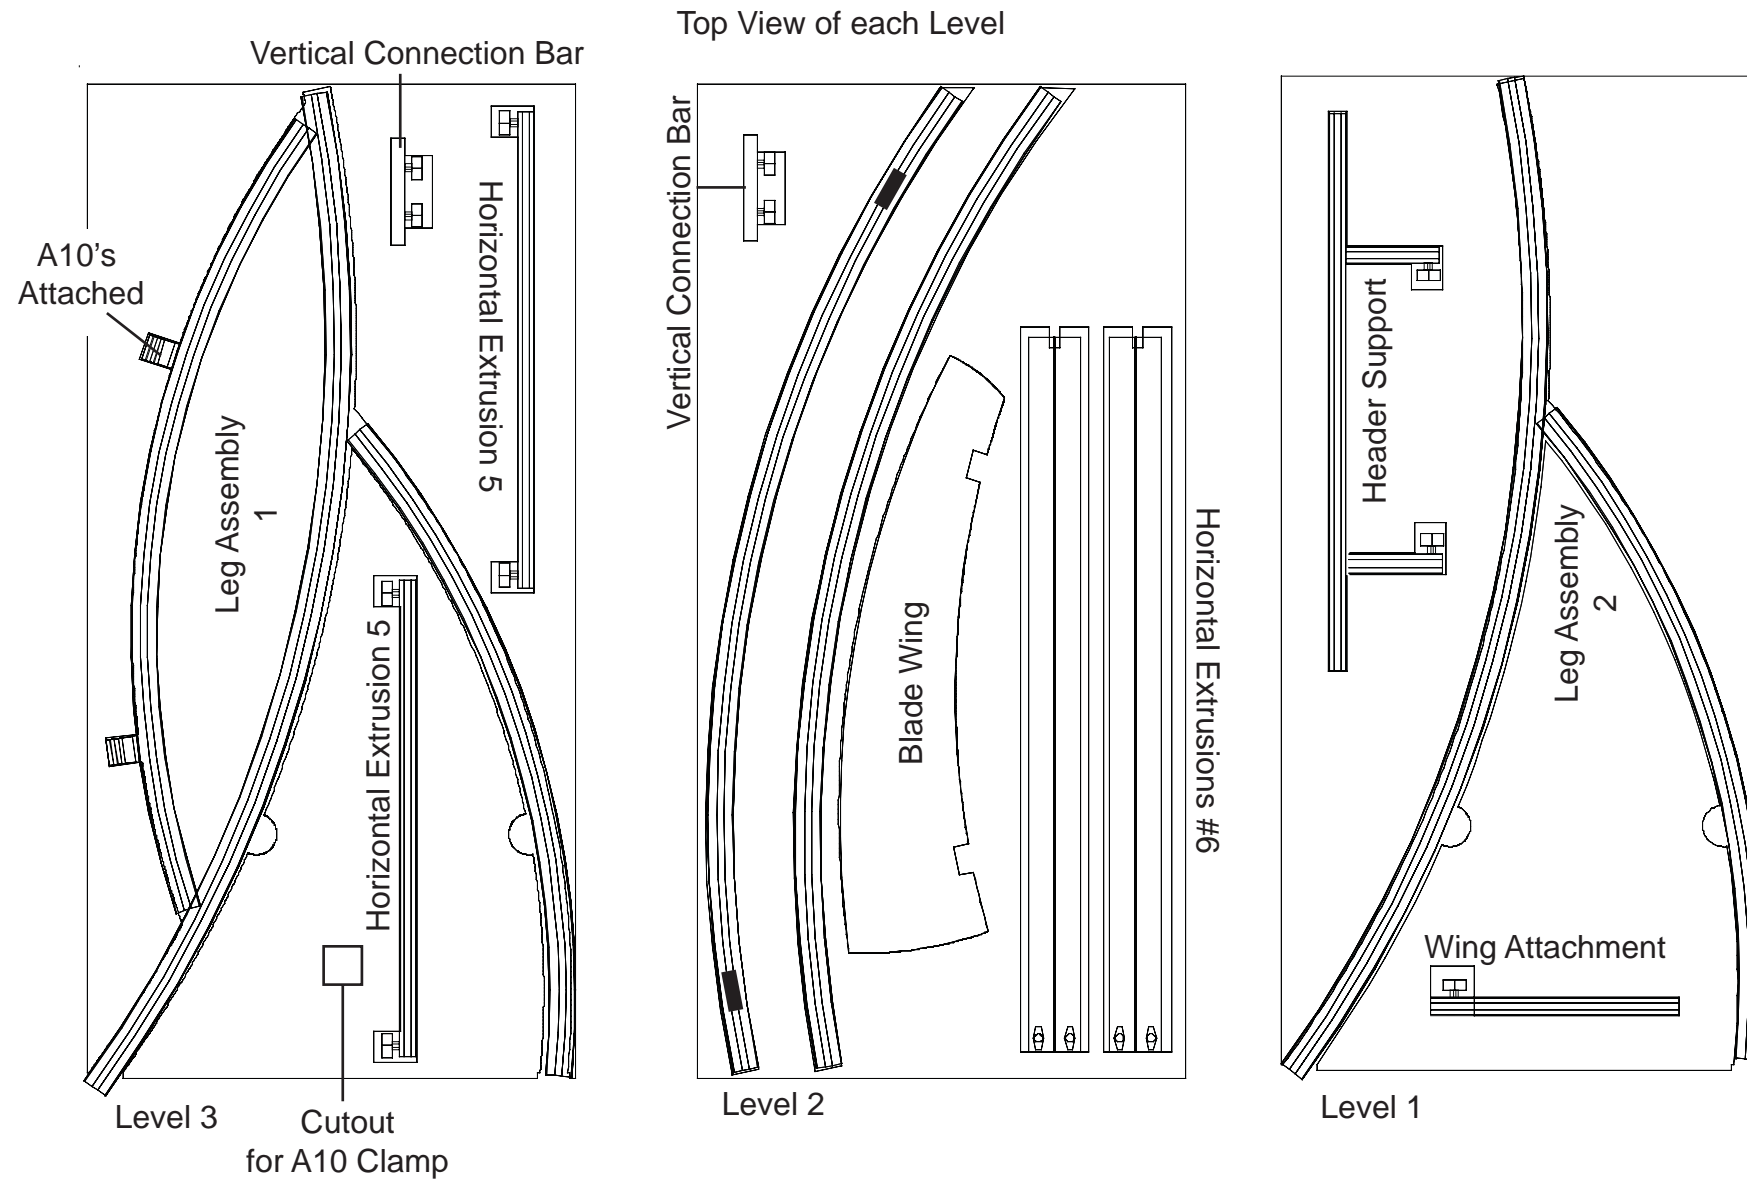 Top View of each Level
Vertical Connection Bar
A10's
Attached
Leg Assembly
1
Horizontal Extrusion 5
Horizontal Extrusion 5
Level 3
Cutout
for A10 Clamp
Vertical Connection Bar
Blade Wing
Horizontal Extrusions #6
Level 2
Header Support
Leg Assembly
2
Wing Attachment
Level 1